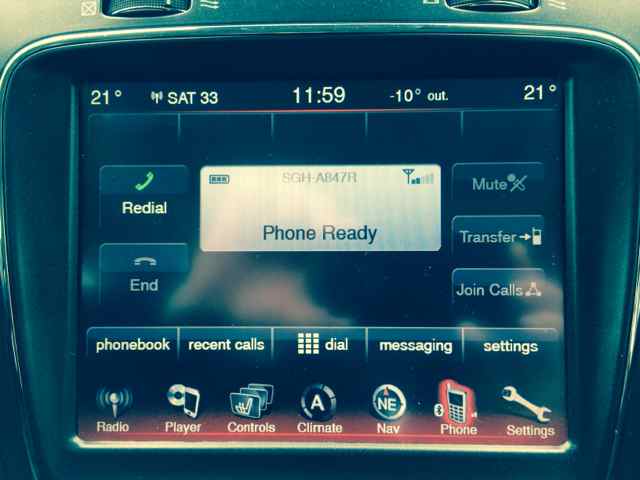 21° SAT 33 11:59 -10° out. 21°
SGH-A847R
Redial
Phone Ready
Mute
Transfer
End
Join Calls
phonebook recent calls dial messaging settings
A NE
Radio Player Controls Climate Nav Phone Settings